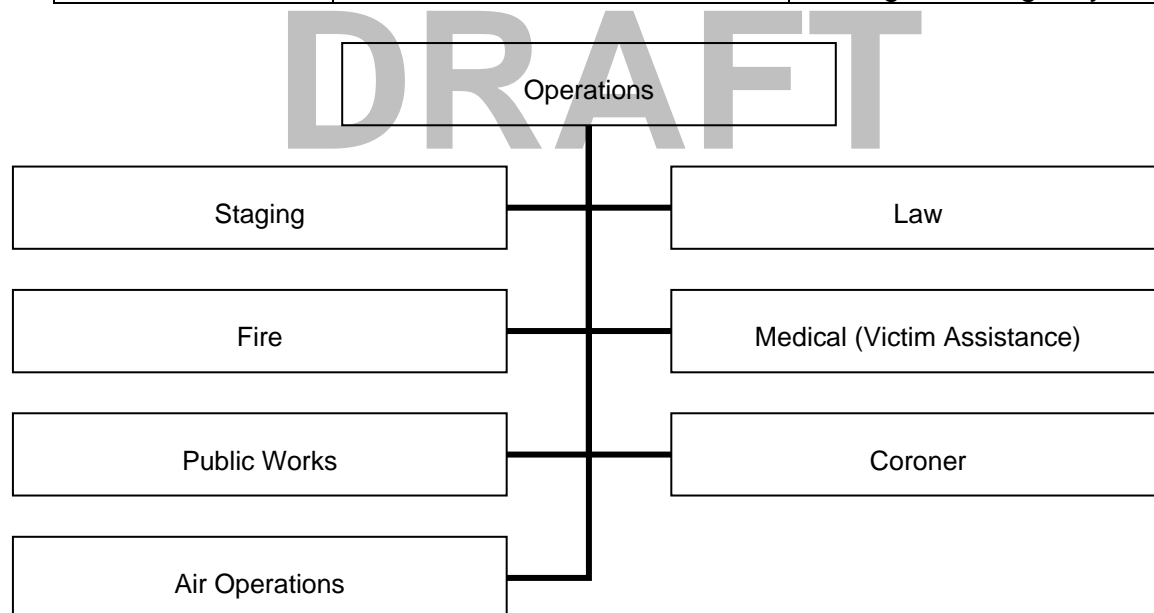 DRAFT
Operations
Staging
Law
Fire
Medical (Victim Assistance)
Public Works
Coroner
Air Operations